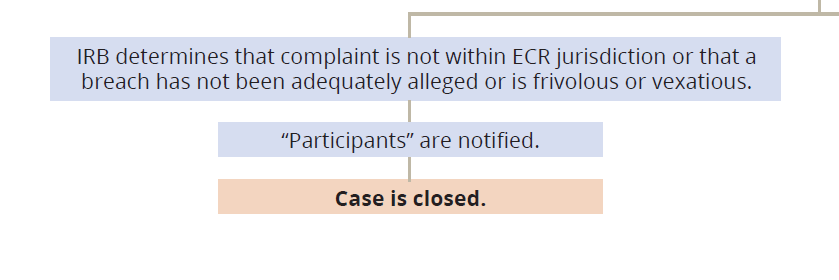 IRB determines that complaint is not within ECR jurisdiction or that a
breach has not been adequately alleged or is frivolous or vexatious.
“Participants” are notified.
Case is closed.